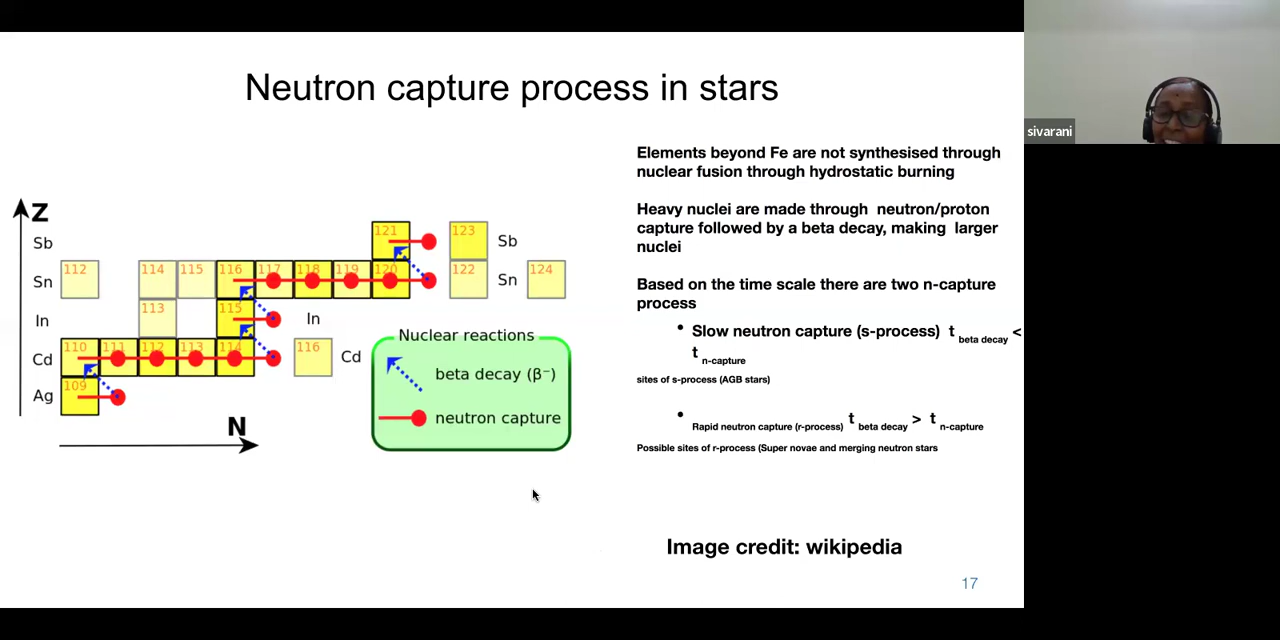 Neutron capture process in stars
sivarani
Elements beyond Fe are not synthesised through
nuclear fusion through hydrostatic burning
Heavy nuclei are made through neutron/proton
capture followed by a beta decay, making larger
nuclei
Based on the time scale there are two n-capture
process
• Slow neutron capture (s-process) t beta decay <
t n-capture
sites of s-process (AGB stars)
• Rapid neutron capture (r-process) t beta decay > t n-capture
Possible sites of r-process (Super novae and merging neutron stars
Z
Sb 121 123 Sb
Sn 112 114 115 116 117 118 119 120 122 Sn 124
In 113 115 In
Cd 110 111 112 113 114 116 Cd
Ag 109
N
Nuclear reactions
beta decay (β⁻)
neutron capture
Image credit: wikipedia
17